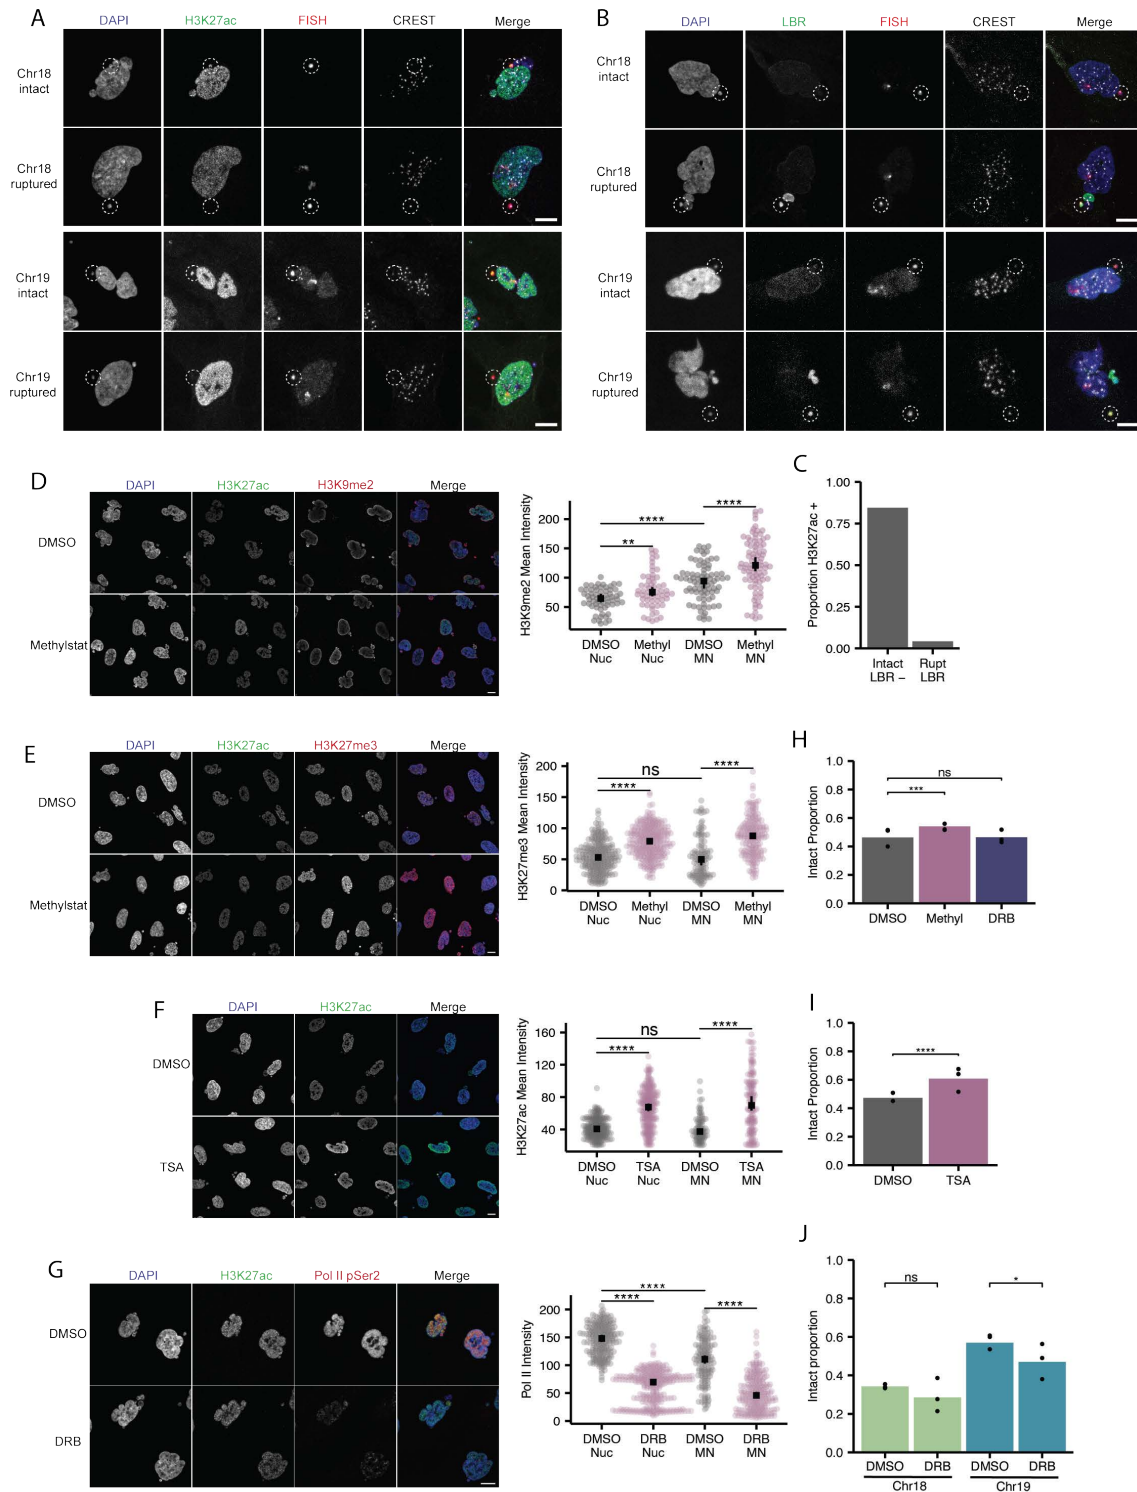 A
DAPI H3K27ac FISH CREST Merge
Chr18
intact
Chr18
ruptured
Chr19
intact
Chr19
ruptured
B
DAPI LBR FISH CREST Merge
Chr18
intact
Chr18
ruptured
Chr19
intact
Chr19
ruptured
C
Proportion H3K27ac +
1.00
0.75
0.50
0.25
0.00
Intact Rupt
LBR – LBR
D
DAPI H3K27ac H3K9me2 Merge
DMSO
Methylstat
H3K9me2 Mean Intensity
200
150
100
50
****
****
**
DMSO Methyl DMSO Methyl
Nuc Nuc MN MN
E
DAPI H3K27ac H3K27me3 Merge
DMSO
Methylstat
H3K27me3 Mean Intensity
200
150
100
50
0
ns
****
****
DMSO Methyl DMSO Methyl
Nuc Nuc MN MN
H
Intact Proportion
1.0
0.8
0.6
0.4
0.2
0.0
ns
***
DMSO Methyl DRB
F
DAPI H3K27ac Merge
DMSO
TSA
H3K27ac Mean Intensity
160
120
80
40
ns
****
****
DMSO TSA DMSO TSA
Nuc Nuc MN MN
I
Intact Proportion
1.0
0.8
0.6
0.4
0.2
0.0
****
DMSO TSA
G
DAPI H3K27ac Pol II pSer2 Merge
DMSO
DRB
Pol II Intensity
200
150
100
50
0
****
****
****
DMSO DRB DMSO DRB
Nuc Nuc MN MN
J
Intact proportion
1.0
0.8
0.6
0.4
0.2
0.0
ns
*
DMSO DRB DMSO DRB
Chr18 Chr19